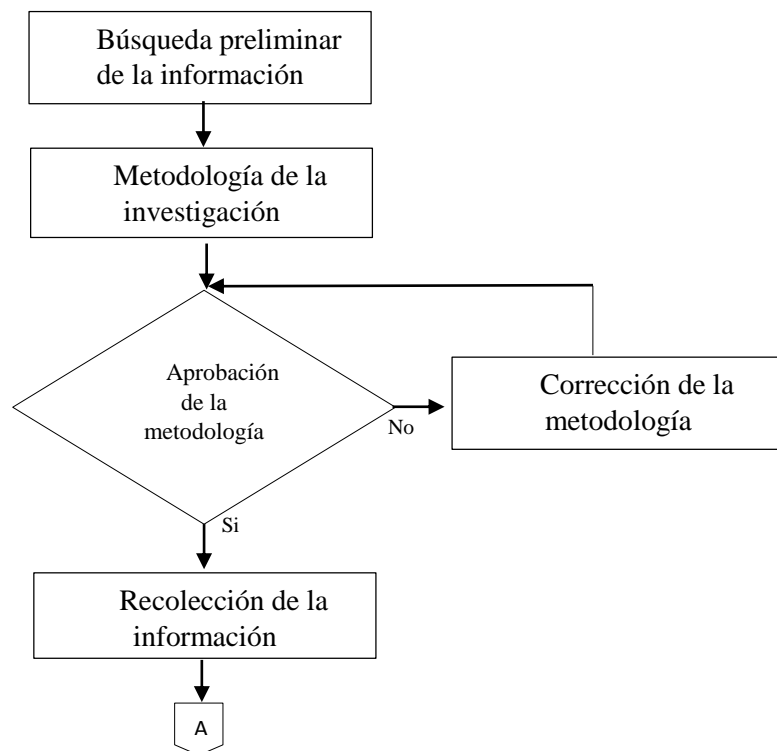 Búsqueda preliminar
de la información
Metodología de la
investigación
Aprobación
de la
metodología
No
Corrección de la
metodología
Si
Recolección de la
información
A